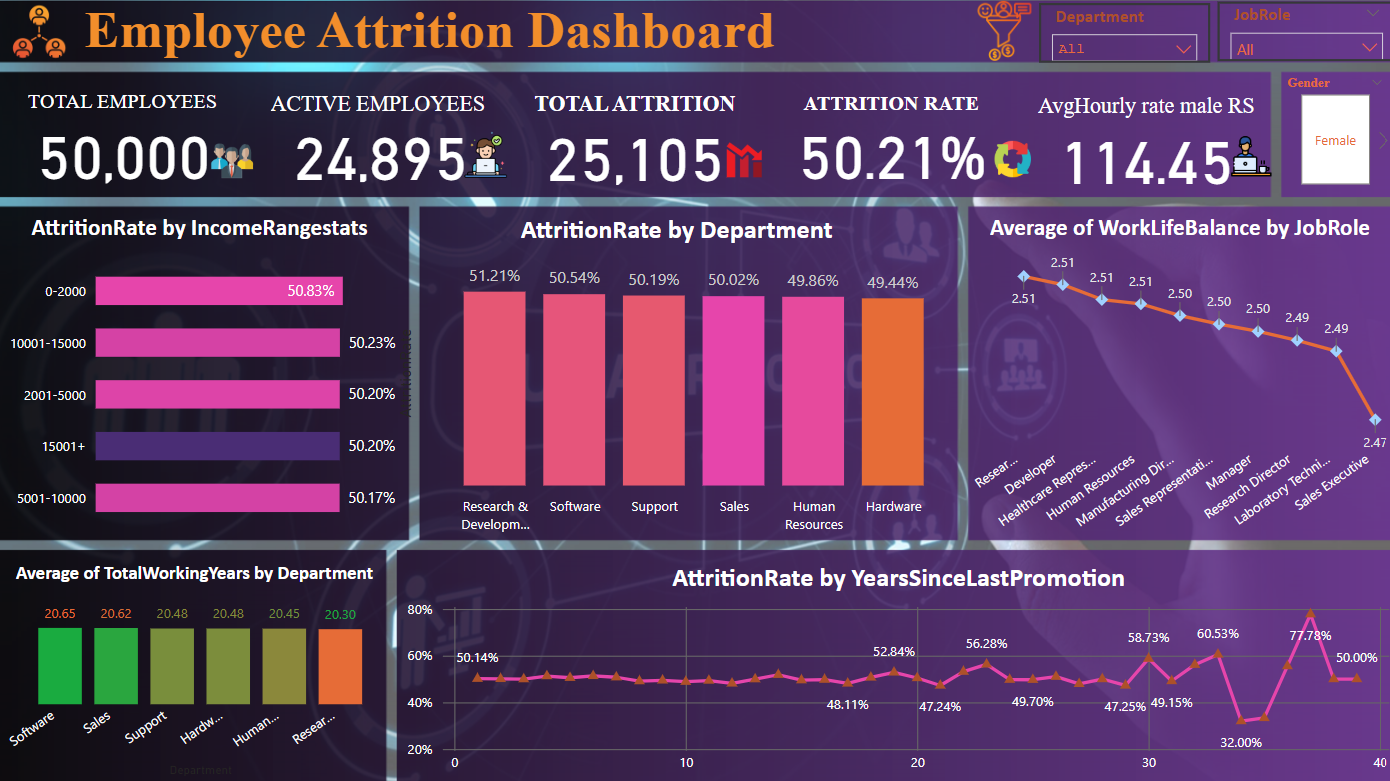 Employee Attrition Dashboard
Department
All
JobRole
All
TOTAL EMPLOYEES
50,000
ACTIVE EMPLOYEES
24,895
TOTAL ATTRITION
25,105
ATTRITION RATE
50.21%
AvgHourly rate male RS
114.45
Gender
Female
AttritionRate by IncomeRangestats
0-2000
50.83%
10001-15000
50.23%
2001-5000
50.20%
15001+
50.20%
5001-10000
50.17%
AttritionRate by Department
51.21%
50.54%
50.19%
50.02%
49.86%
49.44%
Research &
Developm...
Software
Support
Sales
Human
Resources
Hardware
Average of WorkLifeBalance by JobRole
2.51
2.51
2.51
2.51
2.50
2.50
2.50
2.49
2.49
2.47
Resear...
Developer
Healthcare Repres...
Human Resources
Manufacturing Dir...
Sales Representati...
Manager
Research Director
Laboratory Techni...
Sales Executive
Average of TotalWorkingYears by Department
20.65
20.62
20.48
20.48
20.45
20.30
Software
Sales
Support
Hardw...
Human...
Resear...
Department
AttritionRate by YearsSinceLastPromotion
80%
60%
40%
20%
50.14%
48.11%
52.84%
47.24%
56.28%
49.70%
47.25%
58.73%
49.15%
60.53%
32.00%
77.78%
50.00%
0
10
20
30
40